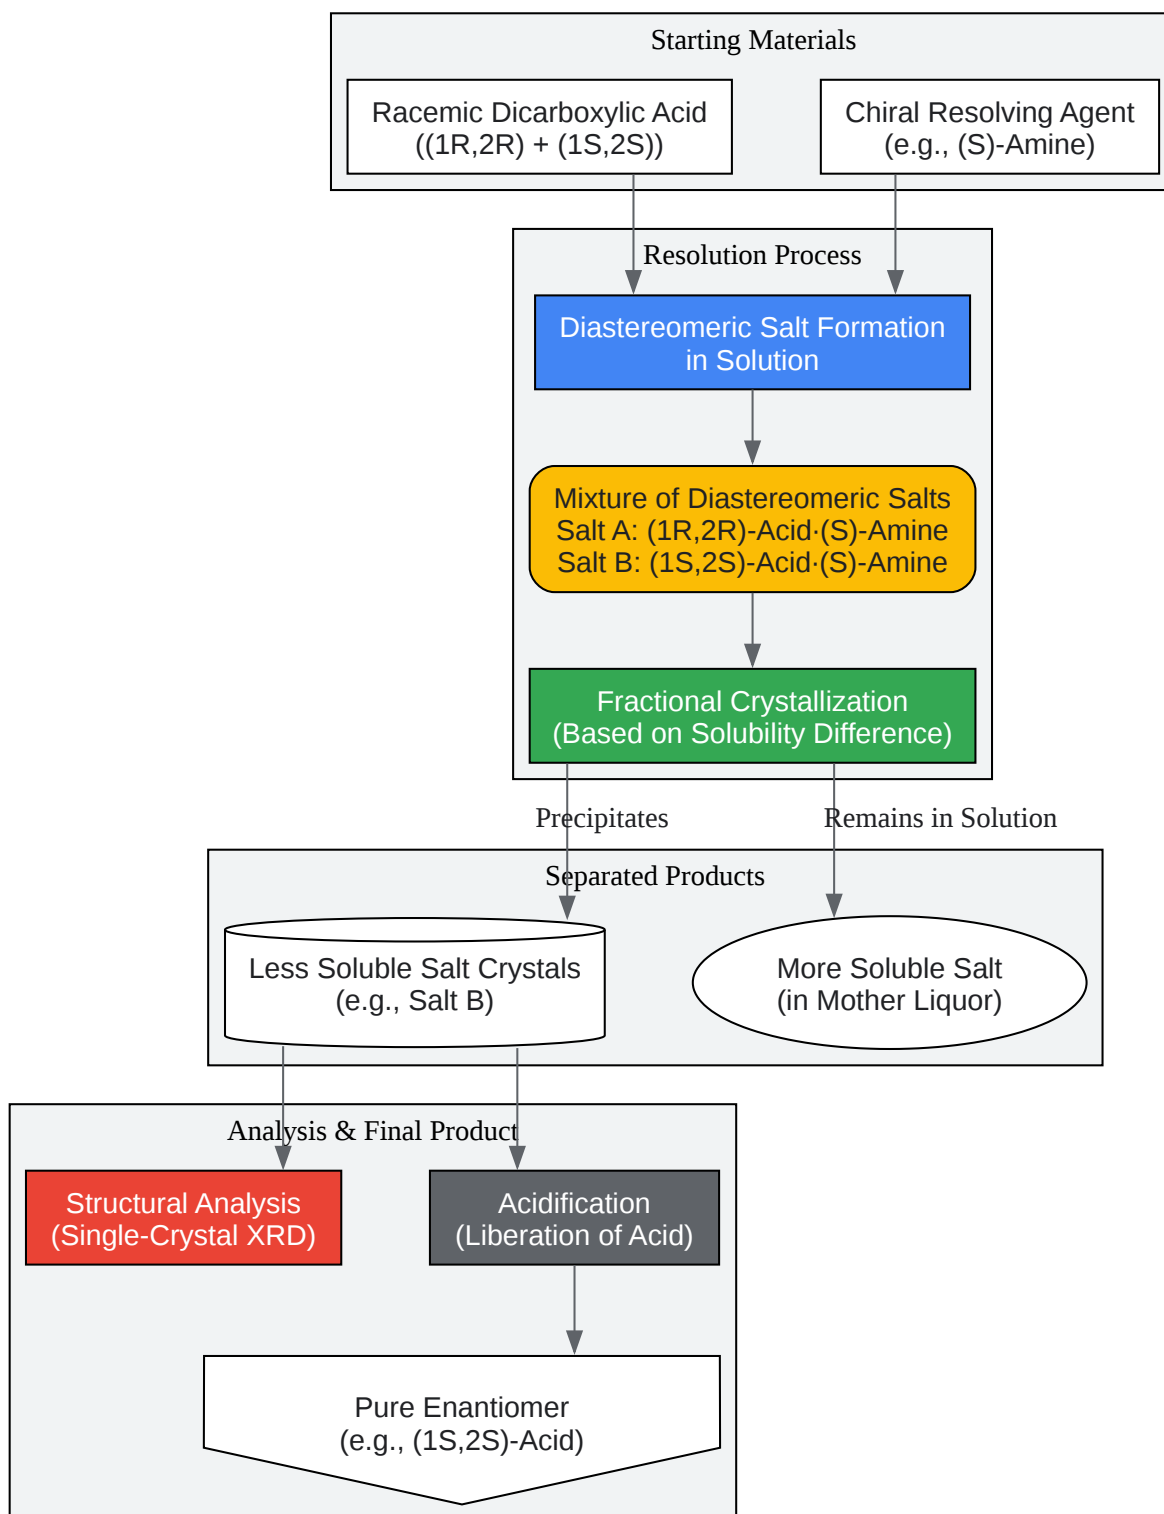 Starting Materials
Racemic Dicarboxylic Acid
((1R,2R) + (1S,2S))
Chiral Resolving Agent
(e.g., (S)-Amine)
Resolution Process
Diastereomeric Salt Formation
in Solution
Mixture of Diastereomeric Salts
Salt A: (1R,2R)-Acid·(S)-Amine
Salt B: (1S,2S)-Acid·(S)-Amine
Fractional Crystallization
(Based on Solubility Difference)
Precipitates
Remains in Solution
Separated Products
Less Soluble Salt Crystals
(e.g., Salt B)
More Soluble Salt
(in Mother Liquor)
Analysis & Final Product
Structural Analysis
(Single-Crystal XRD)
Acidification
(Liberation of Acid)
Pure Enantiomer
(e.g., (1S,2S)-Acid)